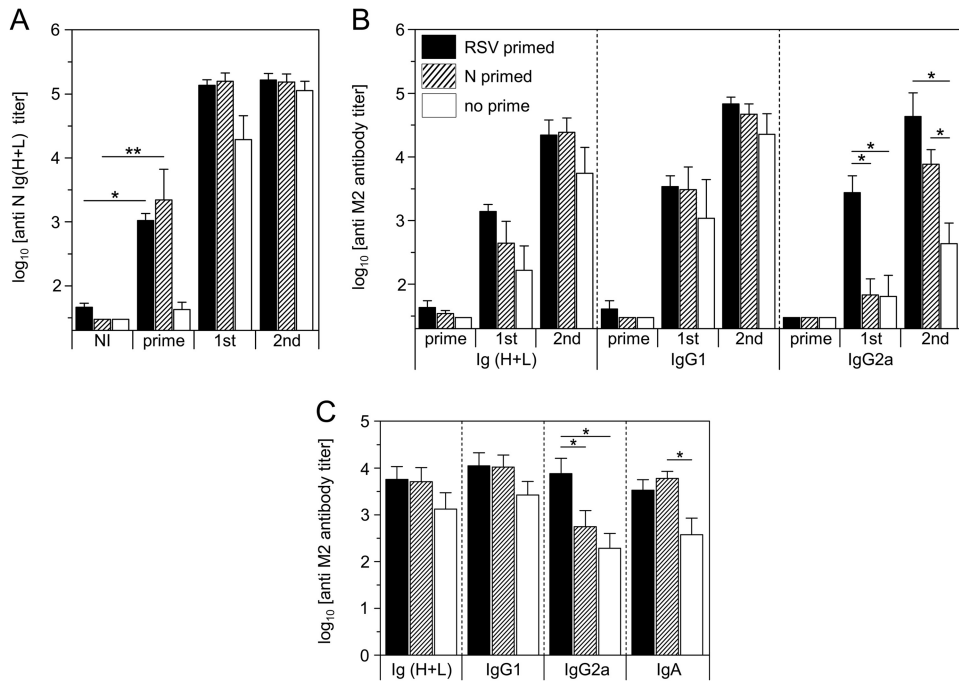 A
log10 [anti N Ig(H+L) titer]
6
5
4
3
2
*
**
NI prime 1st 2nd
B
log10 [anti M2 antibody titer]
6
5
4
3
2
RSV primed
N primed
no prime
*
*
*
*
prime 1st 2nd prime 1st 2nd prime 1st 2nd
Ig (H+L) IgG1 IgG2a
C
log10 [anti M2 antibody titer]
5
4
3
2
1
0
*
*
*
Ig (H+L) IgG1 IgG2a IgA